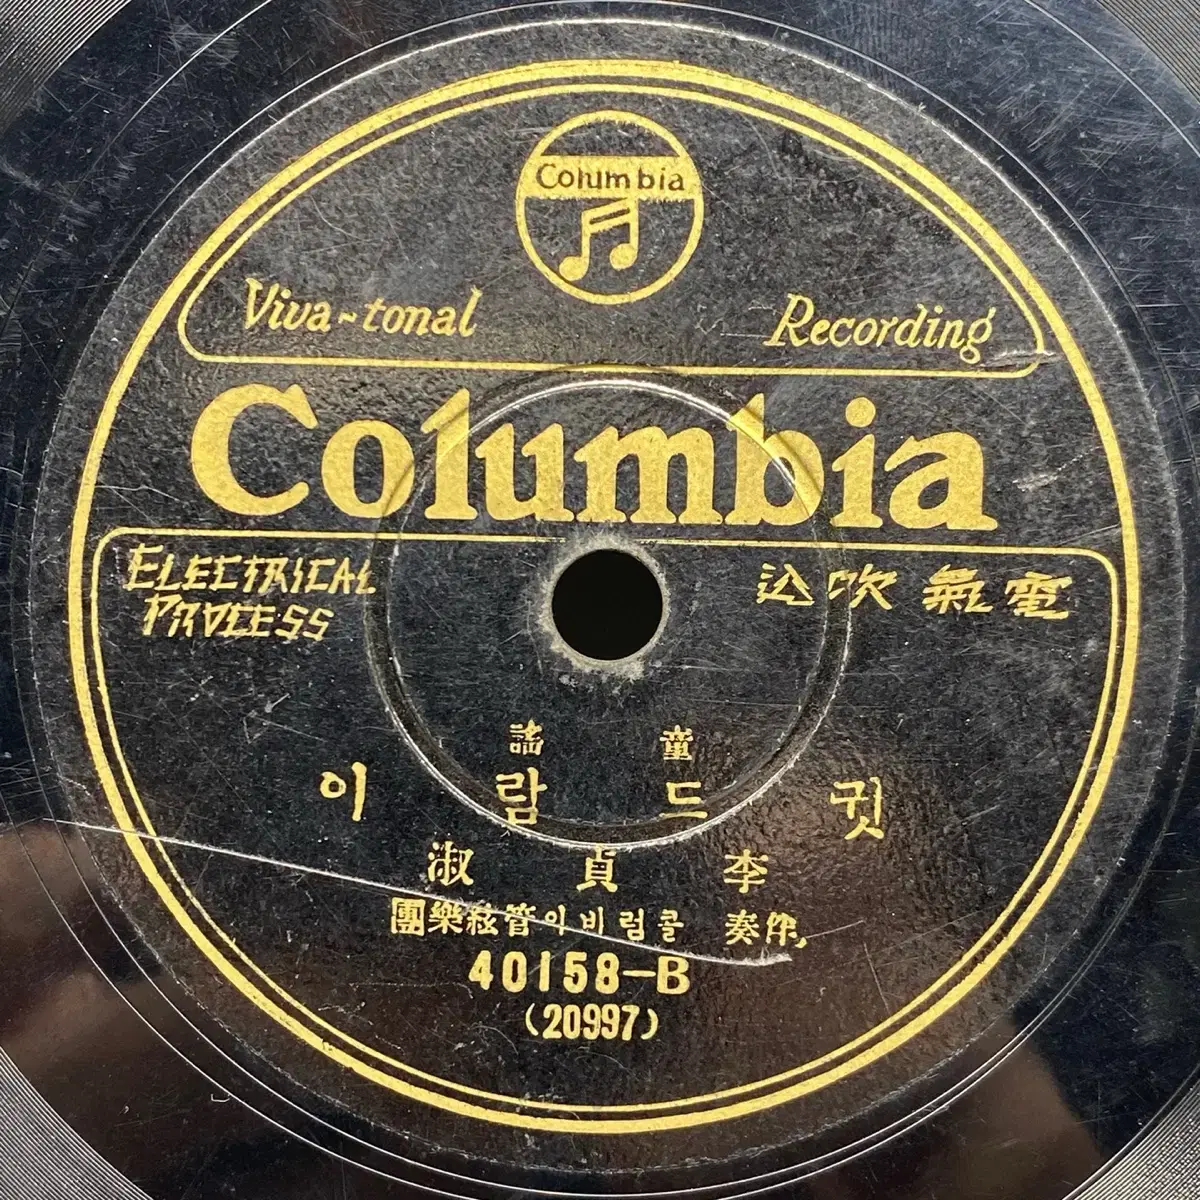 Columbia
Viva-tonal Recording
Columbia
ELECTRICAL PROCESS
電氣吹込
童謠
귓드람이
李貞淑
伴奏 콜럼비아管絃樂團
40158-B
(20997)